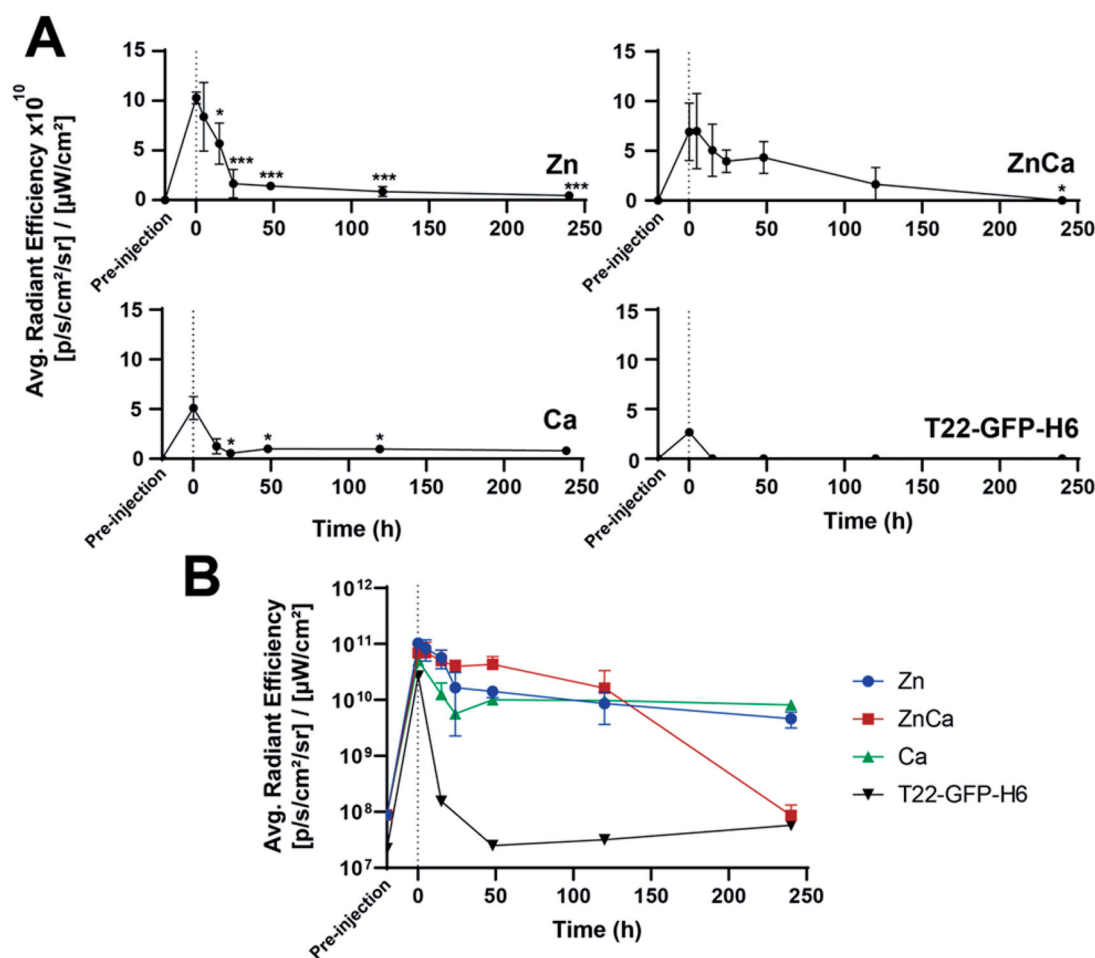 A
Avg. Radiant Efficiency x10¹⁰
[p/s/cm²/sr] / [µW/cm²]
15
10
5
0
*
***
***
***
***
Zn
Pre-injection
0
50
100
150
200
250
15
10
5
0
*
ZnCa
Pre-injection
0
50
100
150
200
250
15
10
5
0
*
*
*
Ca
Pre-injection
0
50
100
150
200
250
Time (h)
15
10
5
0
T22-GFP-H6
Pre-injection
0
50
100
150
200
250
Time (h)
B
Avg. Radiant Efficiency
[p/s/cm²/sr] / [µW/cm²]
10¹²
10¹¹
10¹⁰
10⁹
10⁸
10⁷
Pre-injection
0
50
100
150
200
250
Time (h)
Zn
ZnCa
Ca
T22-GFP-H6